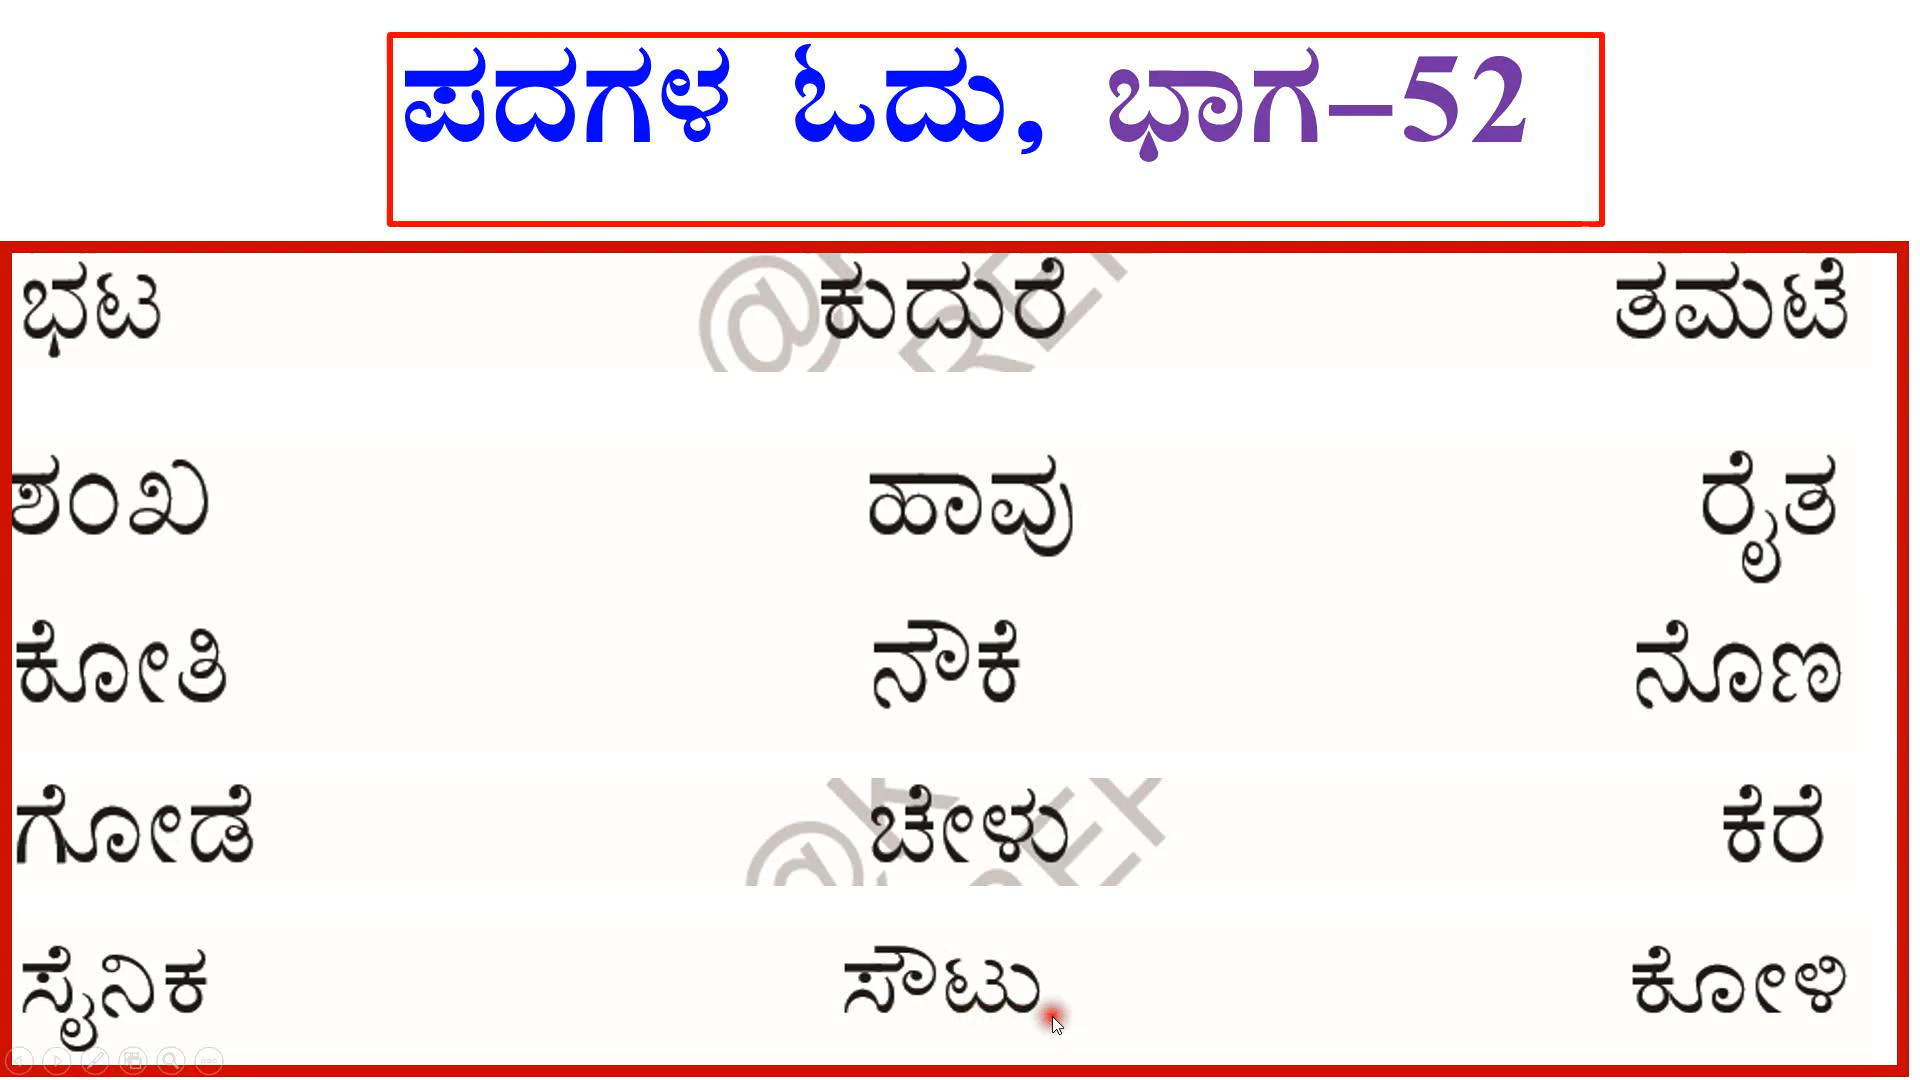 ಪದಗಳ ಓದು, ಭಾಗ–52
ಭಟ ಕುದುರೆ ತಮಟೆ
ಶಂಖ ಹಾವು ರೈತ
ಕೋತಿ ನೌಕೆ ನೊಣ
ಗೋಡೆ ಚೇಳು ಕೆರೆ
ಸೈನಿಕ ಸೌಟು ಕೋಳಿ